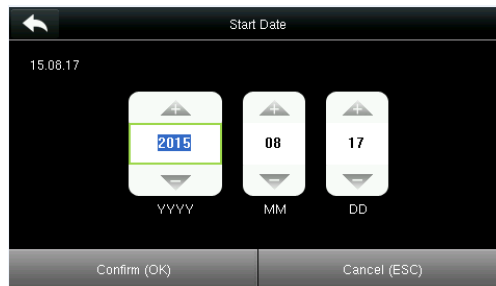 Start Date
15.08.17
2015 08 17
YYYY MM DD
Confirm (OK) Cancel (ESC)